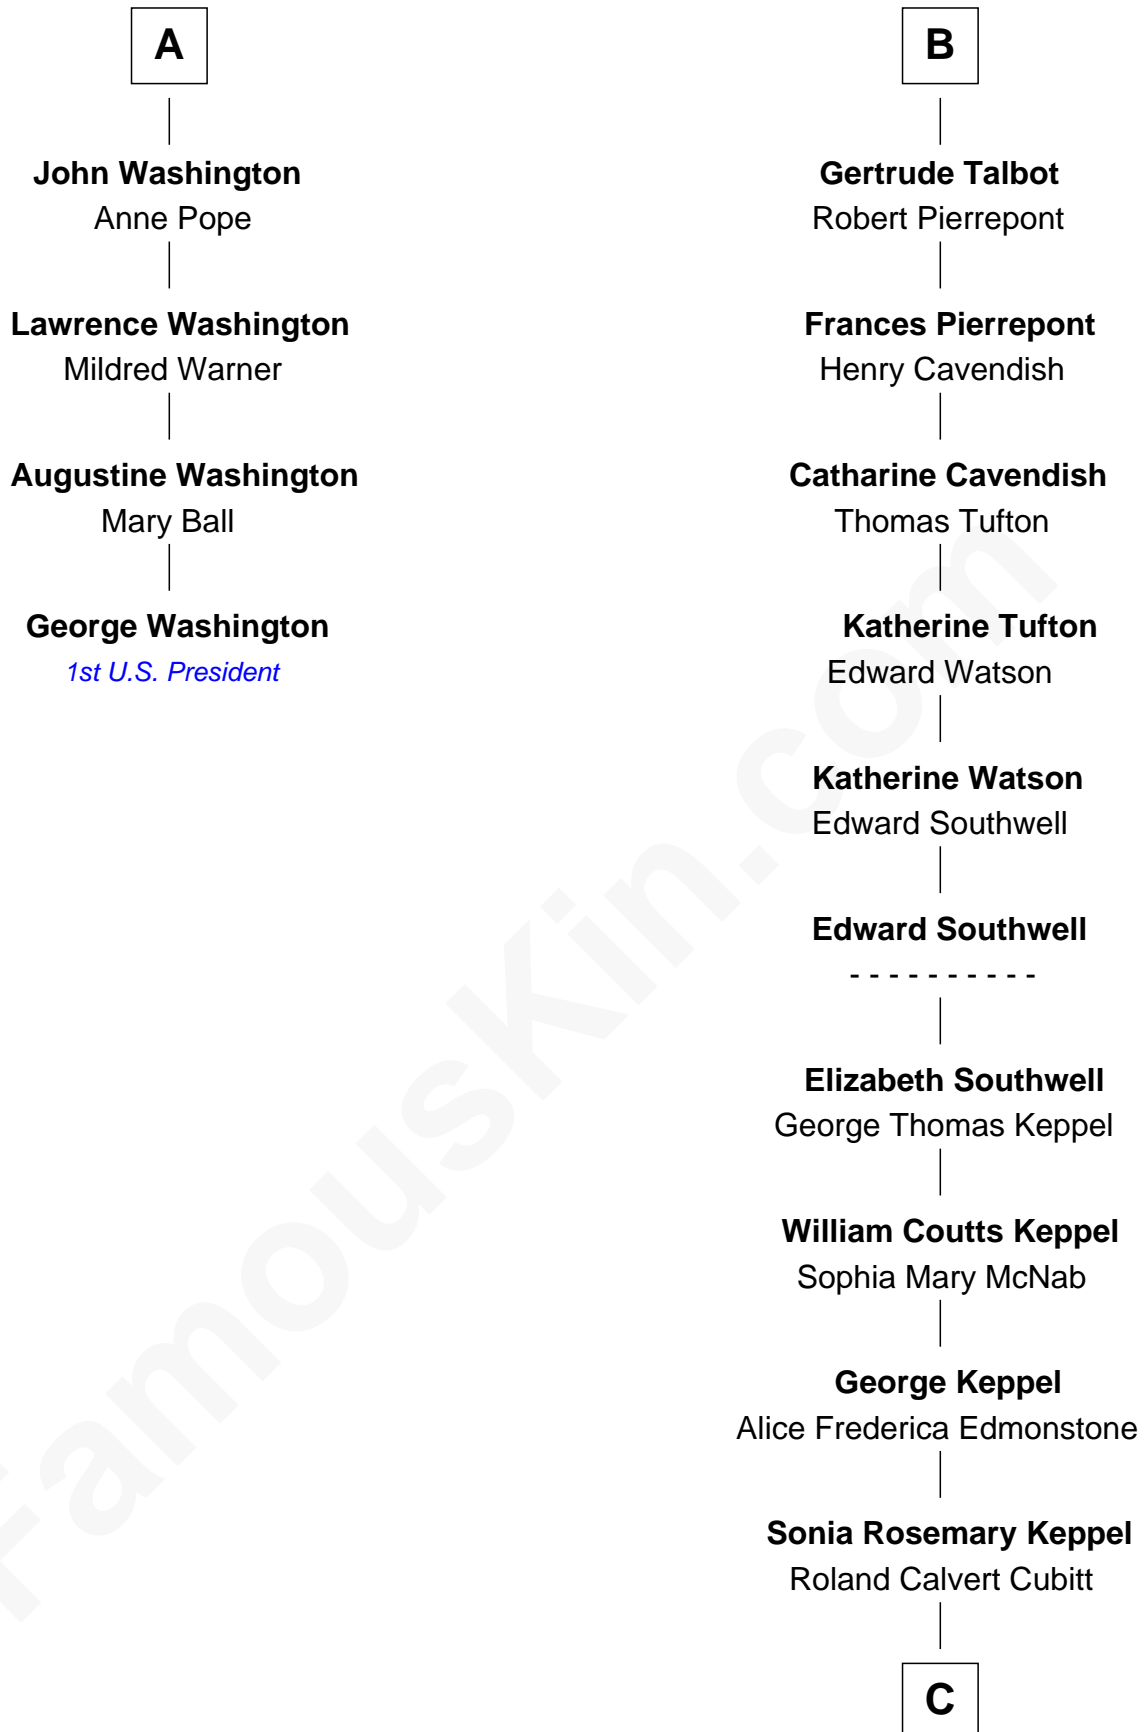 A
John Washington
Anne Pope
Lawrence Washington
Mildred Warner
Augustine Washington
Mary Ball
George Washington
1st U.S. President
B
Gertrude Talbot
Robert Pierrepont
Frances Pierrepont
Henry Cavendish
Catharine Cavendish
Thomas Tufton
Katherine Tufton
Edward Watson
Katherine Watson
Edward Southwell
Edward Southwell
- - - - - - - - - -
Elizabeth Southwell
George Thomas Keppel
William Coutts Keppel
Sophia Mary McNab
George Keppel
Alice Frederica Edmonstone
Sonia Rosemary Keppel
Roland Calvert Cubitt
C
FamousKin.com